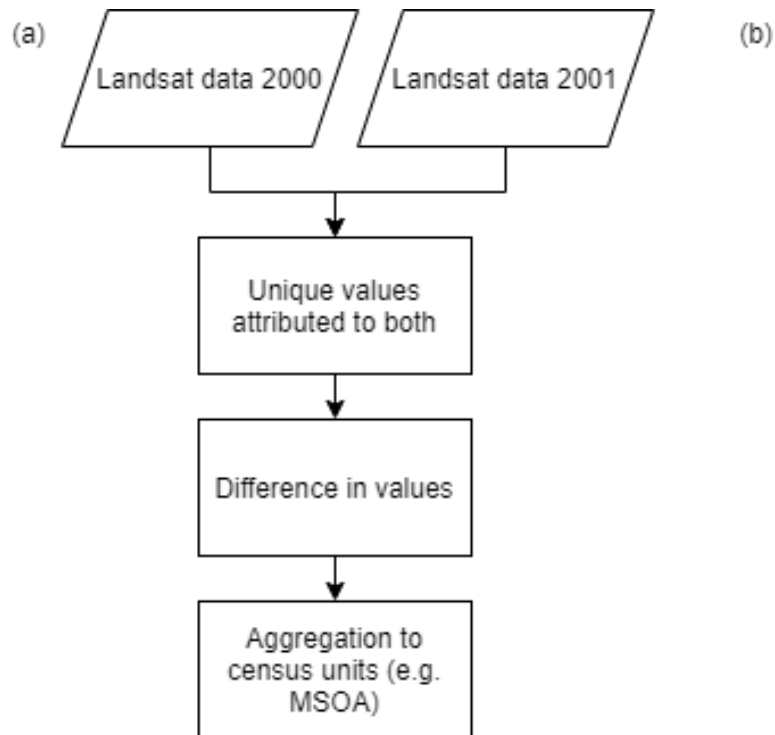 (a)
Landsat data 2000
Landsat data 2001
(b)
Unique values
attributed to both
Difference in values
Aggregation to
census units (e.g.
MSOA)